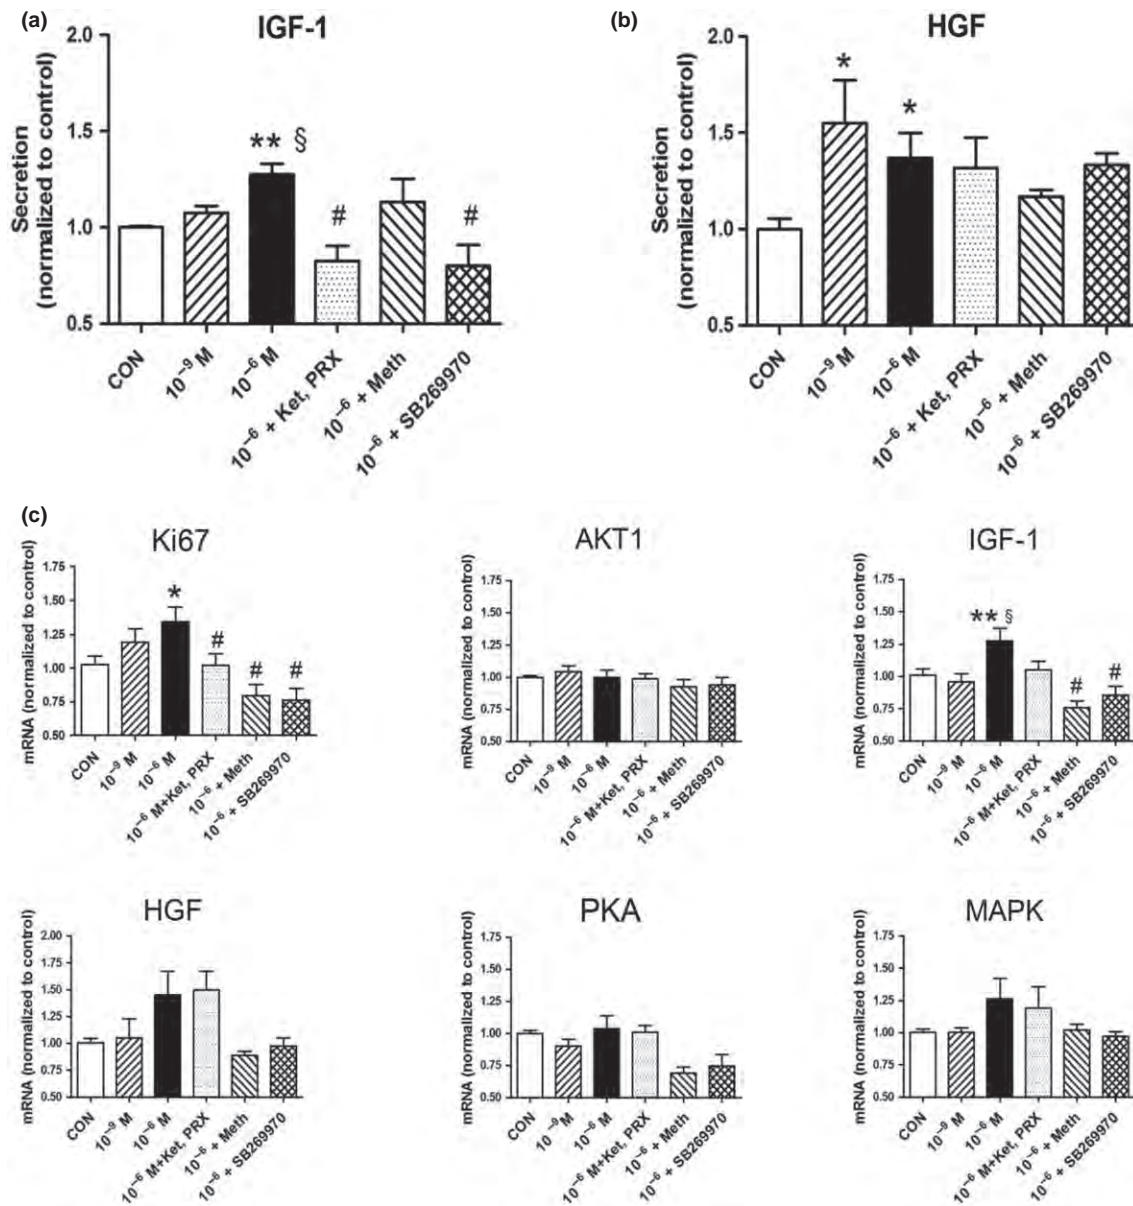 (a)
IGF-1
Secretion
(normalized to control)
2.0
1.5
1.0
0.5
** §
#
#
CON
10⁻⁹ M
10⁻⁶ M
10⁻⁶ + Ket, PRX
10⁻⁶ + Meth
10⁻⁶ + SB269970
(b)
HGF
Secretion
(normalized to control)
2.0
1.5
1.0
0.5
*
*
CON
10⁻⁹ M
10⁻⁶ M
10⁻⁶ + Ket, PRX
10⁻⁶ + Meth
10⁻⁶ + SB269970
(c)
Ki67
mRNA (normalized to control)
1.75
1.50
1.25
1.00
0.75
0.50
*
#
#
#
CON
10⁻⁹ M
10⁻⁶ M
10⁻⁶ M+Ket, PRX
10⁻⁶ + Meth
10⁻⁶ + SB269970
AKT1
mRNA (normalized to control)
1.75
1.50
1.25
1.00
0.75
0.50
CON
10⁻⁹ M
10⁻⁶ M
10⁻⁶ M+Ket, PRX
10⁻⁶ + Meth
10⁻⁶ + SB269970
IGF-1
mRNA (normalized to control)
1.75
1.50
1.25
1.00
0.75
0.50
** §
#
#
CON
10⁻⁹ M
10⁻⁶ M
10⁻⁶ M+Ket, PRX
10⁻⁶ + Meth
10⁻⁶ + SB269970
HGF
mRNA (normalized to control)
2.00
1.75
1.50
1.25
1.00
0.75
0.50
CON
10⁻⁹ M
10⁻⁶ M
10⁻⁶ M+Ket, PRX
10⁻⁶ + Meth
10⁻⁶ + SB269970
PKA
mRNA (normalized to control)
1.75
1.50
1.25
1.00
0.75
0.50
CON
10⁻⁹ M
10⁻⁶ M
10⁻⁶ M+Ket, PRX
10⁻⁶ + Meth
10⁻⁶ + SB269970
MAPK
mRNA (normalized to control)
1.75
1.50
1.25
1.00
0.75
0.50
CON
10⁻⁹ M
10⁻⁶ M
10⁻⁶ M+Ket, PRX
10⁻⁶ + Meth
10⁻⁶ + SB269970